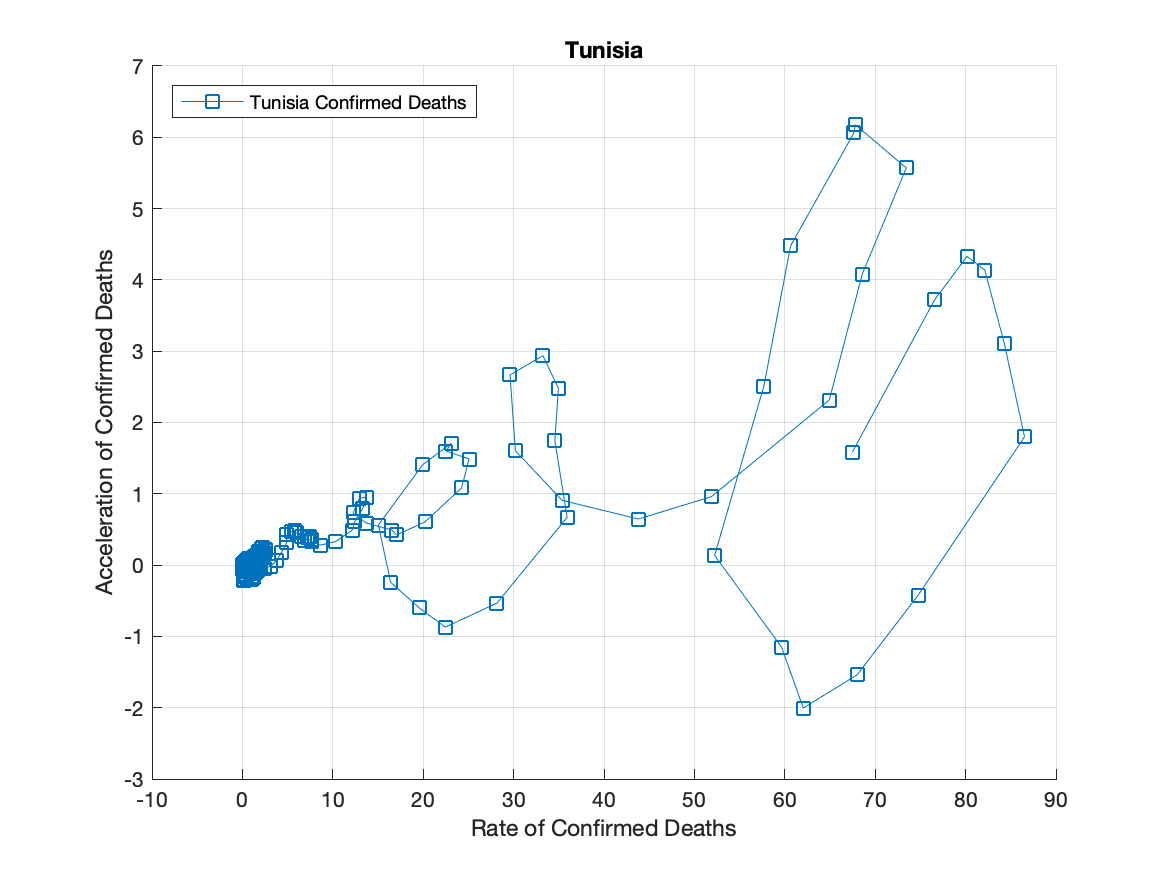 Tunisia
Tunisia Confirmed Deaths
7
6
5
4
3
2
1
0
-1
-2
-3
Acceleration of Confirmed Deaths
-10 0 10 20 30 40 50 60 70 80 90
Rate of Confirmed Deaths